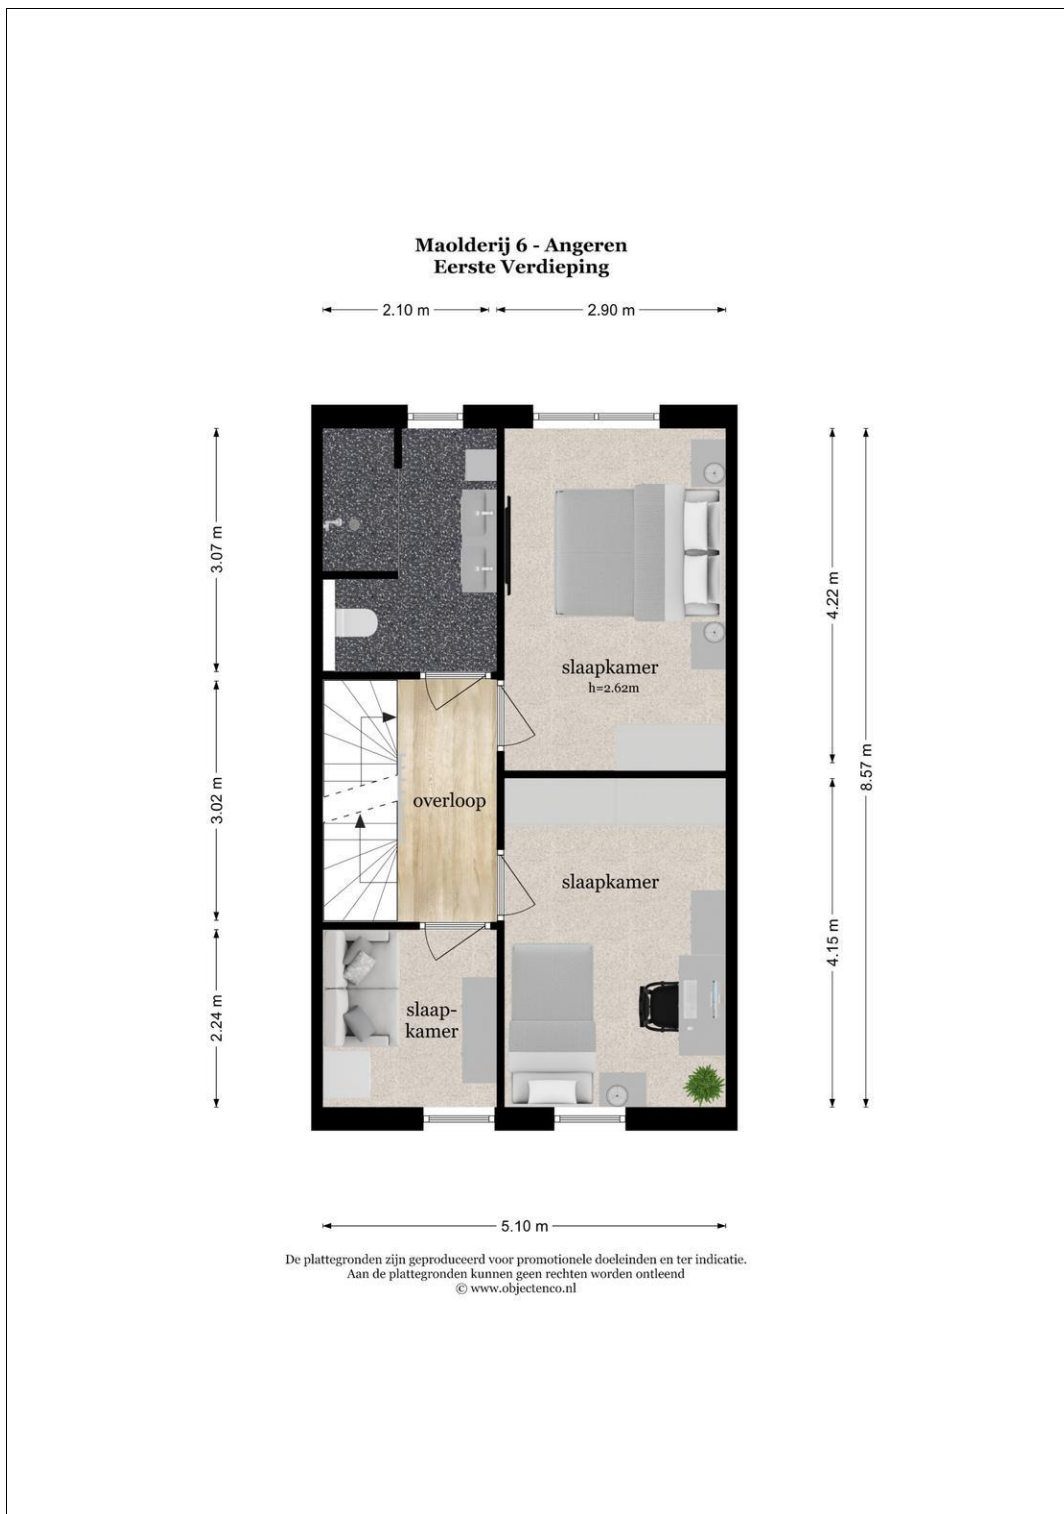 Maolderij 6 - Angeren
Eerste Verdieping
2.10 m
2.90 m
3.07 m
4.22 m
slaapkamer
h=2.62m
8.57 m
3.02 m
overloop
slaapkamer
4.15 m
2.24 m
slaap-
kamer
5.10 m
De plattegronden zijn geproduceerd voor promotionele doeleinden en ter indicatie.
Aan de plattegronden kunnen geen rechten worden ontleend
© www.objectenco.nl